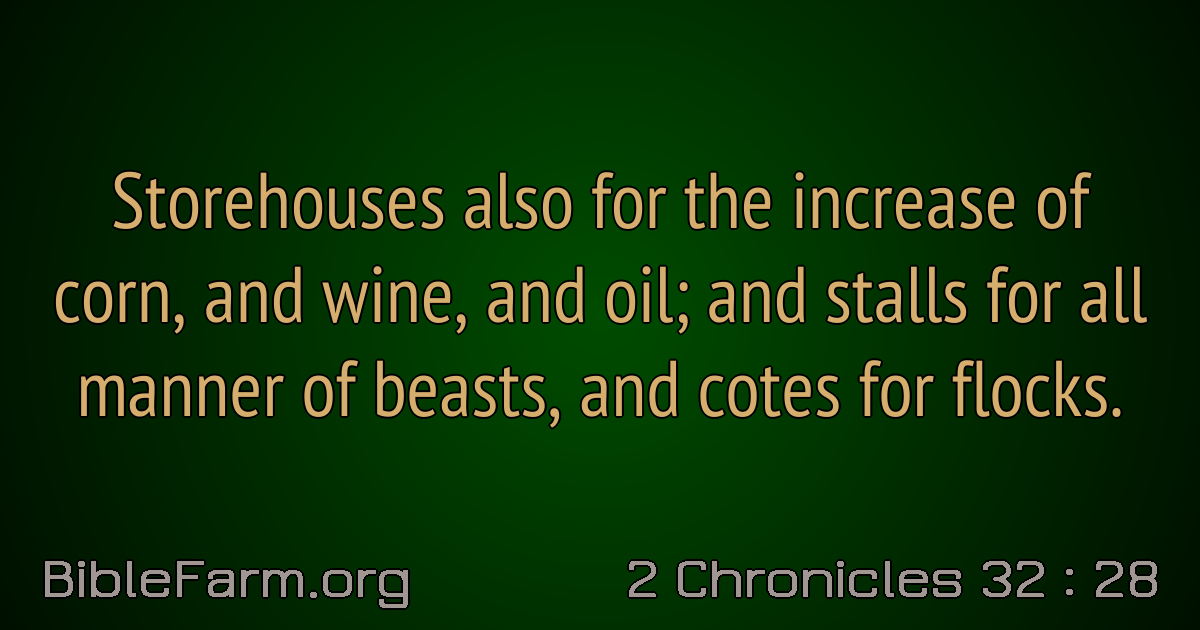 Storehouses also for the increase of
corn, and wine, and oil; and stalls for all
manner of beasts, and cotes for flocks.
BibleFarm.org
2 Chronicles 32 : 28